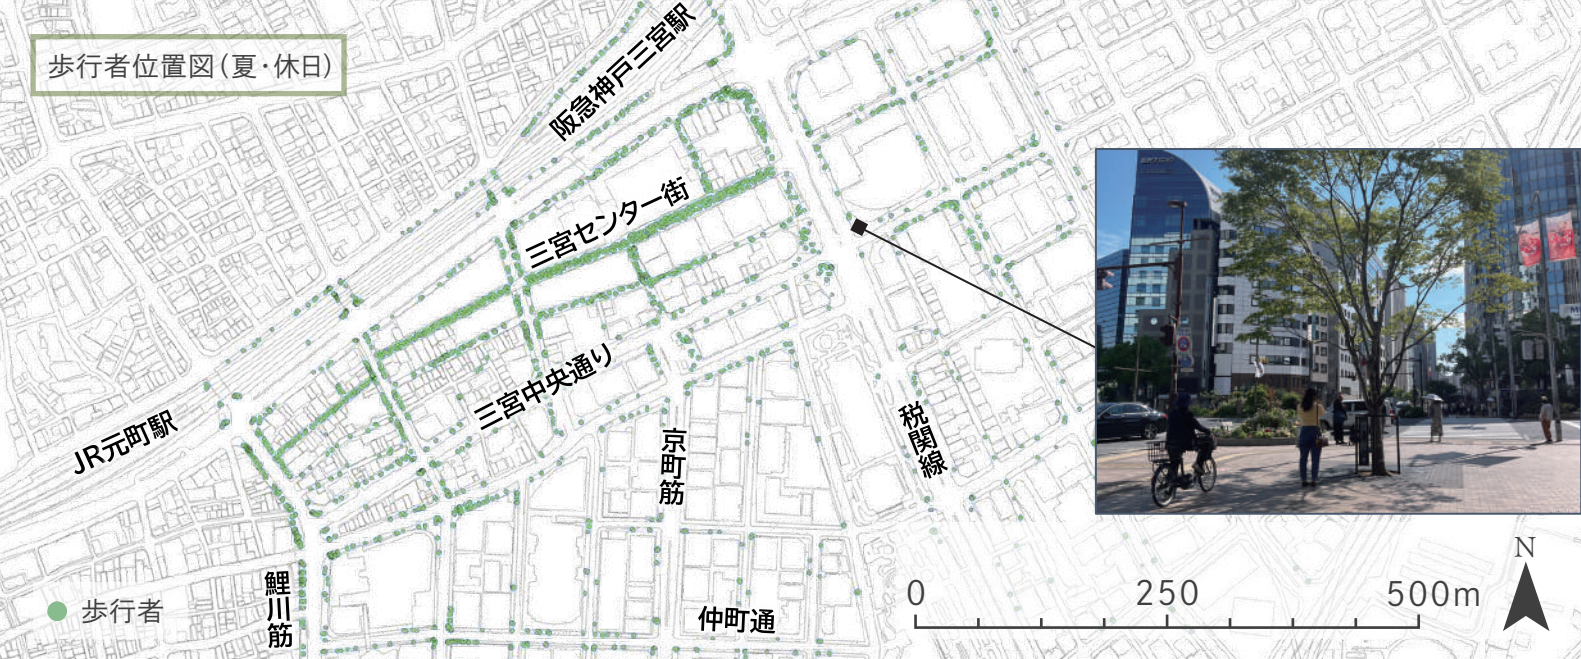 歩行者位置図(夏・休日)
阪急神戸三宮駅
三宮センター街
三宮中央通り
JR元町駅
京町筋
税関線
鯉川筋
仲町通
歩行者
0 250 500m
N